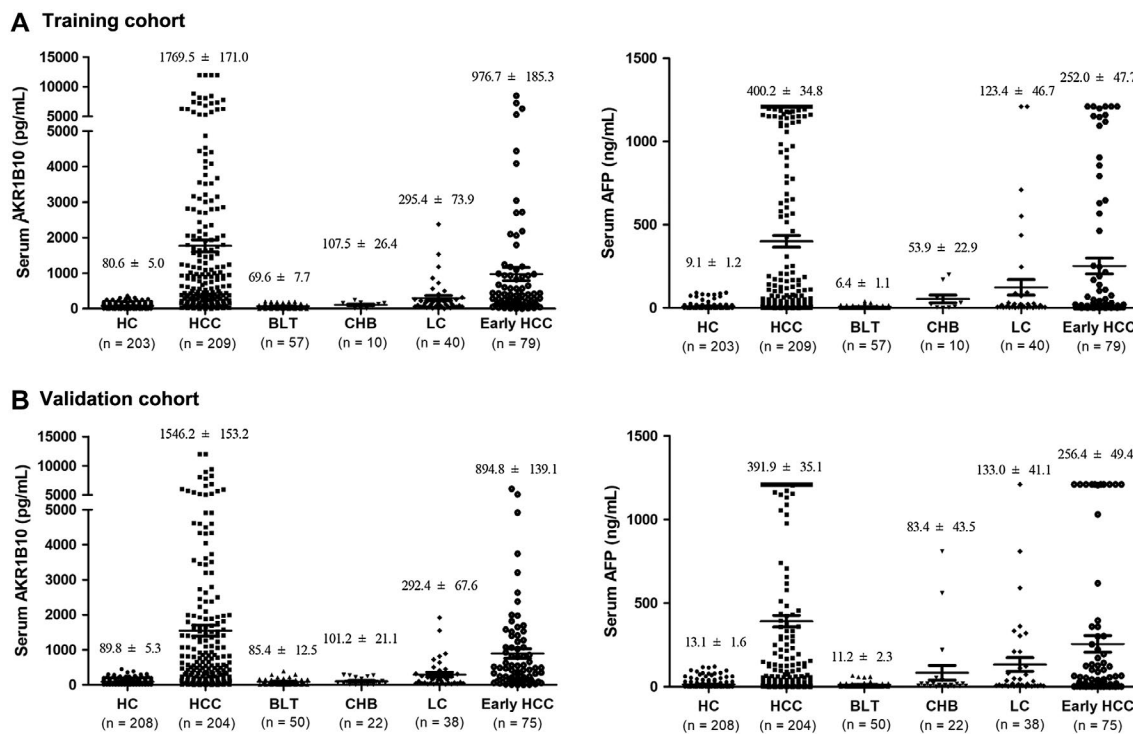 A Training cohort
Serum AKR1B10 (pg/mL)
15000
10000
5000
5000
4000
3000
2000
1000
0
80.6 ± 5.0
1769.5 ± 171.0
69.6 ± 7.7
107.5 ± 26.4
295.4 ± 73.9
976.7 ± 185.3
HC HCC BLT CHB LC Early HCC
(n = 203) (n = 209) (n = 57) (n = 10) (n = 40) (n = 79)
Serum AFP (ng/mL)
1500
1000
500
0
9.1 ± 1.2
400.2 ± 34.8
6.4 ± 1.1
53.9 ± 22.9
123.4 ± 46.7
252.0 ± 47.7
HC HCC BLT CHB LC Early HCC
(n = 203) (n = 209) (n = 57) (n = 10) (n = 40) (n = 79)
B Validation cohort
Serum AKR1B10 (pg/mL)
15000
10000
5000
5000
4000
3000
2000
1000
0
89.8 ± 5.3
1546.2 ± 153.2
85.4 ± 12.5
101.2 ± 21.1
292.4 ± 67.6
894.8 ± 139.1
HC HCC BLT CHB LC Early HCC
(n = 208) (n = 204) (n = 50) (n = 22) (n = 38) (n = 75)
Serum AFP (ng/mL)
1500
1000
500
0
13.1 ± 1.6
391.9 ± 35.1
11.2 ± 2.3
83.4 ± 43.5
133.0 ± 41.1
256.4 ± 49.4
HC HCC BLT CHB LC Early HCC
(n = 208) (n = 204) (n = 50) (n = 22) (n = 38) (n = 75)